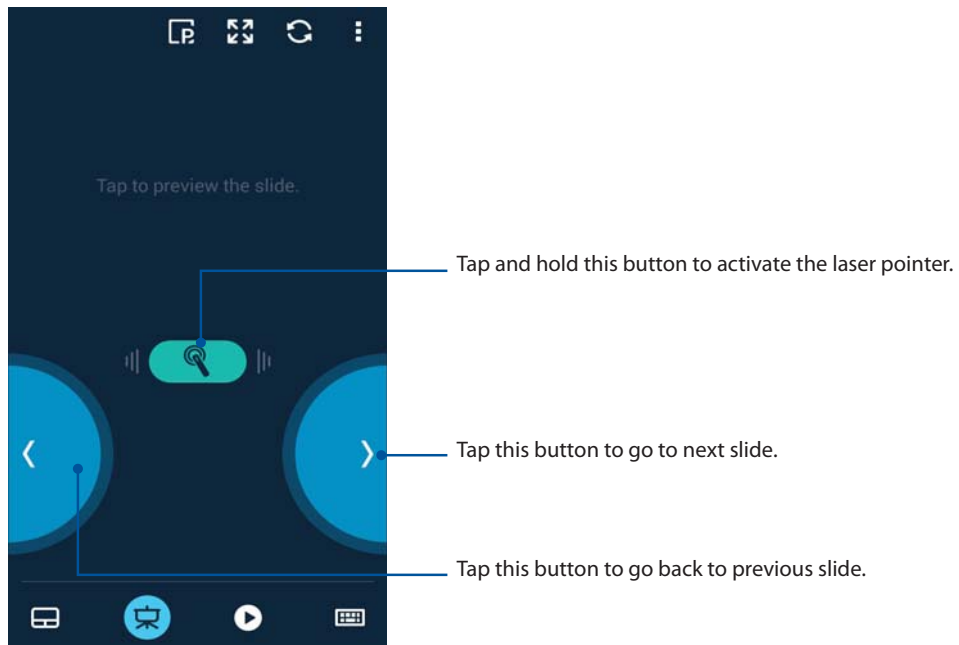 Tap to preview the slide.
Tap and hold this button to activate the laser pointer.
Tap this button to go to next slide.
Tap this button to go back to previous slide.